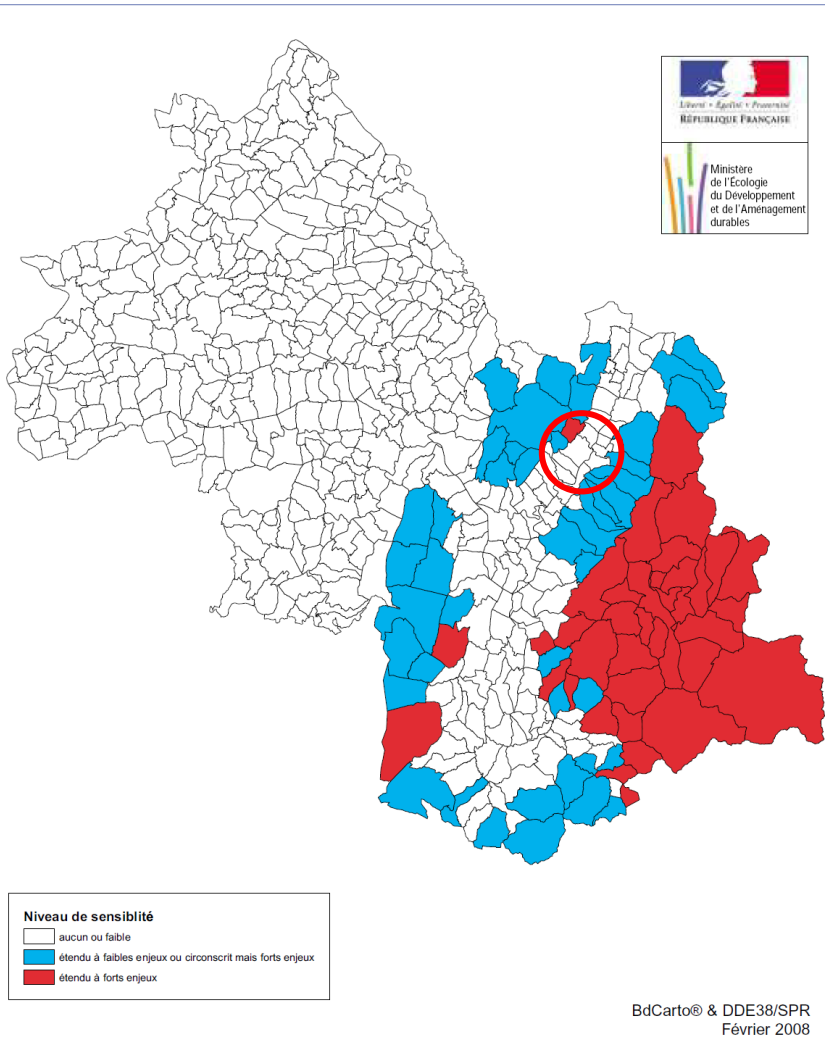 Liberté • Égalité • Fraternité
RÉPUBLIQUE FRANÇAISE
Ministère
de l'Écologie
du Développement
et de l'Aménagement
durables
Niveau de sensiblité
aucun ou faible
étendu à faibles enjeux ou circonscrit mais forts enjeux
étendu à forts enjeux
BdCarto® & DDE38/SPR
Février 2008